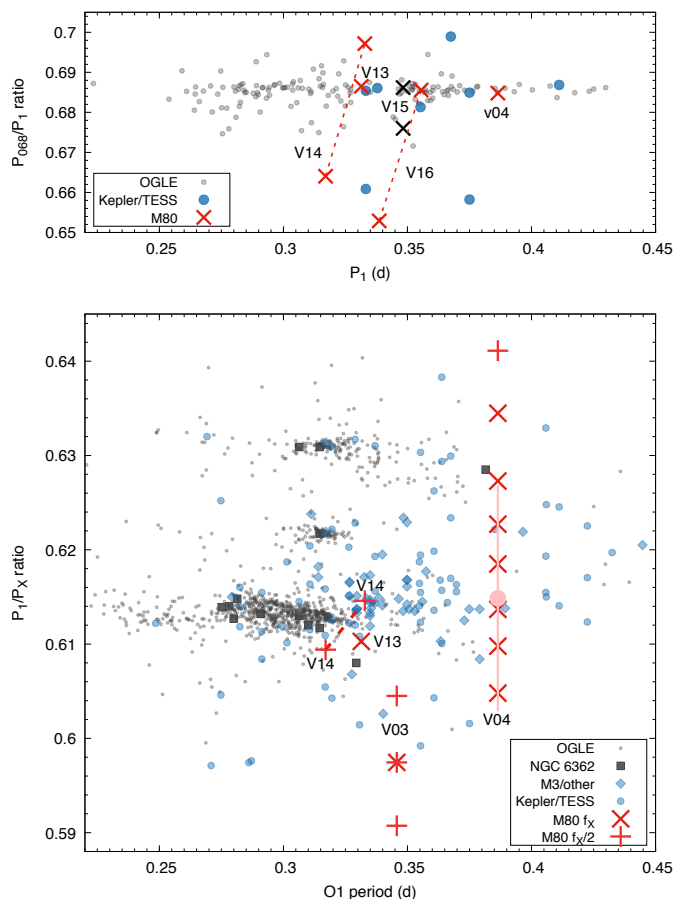 P068/P1 ratio
0.7
0.69
0.68
0.67
0.66
0.65
V13
V15
v04
V14
V16
OGLE
Kepler/TESS
M80
0.25
0.3
0.35
0.4
0.45
P1 (d)
P1/PX ratio
0.64
0.63
0.62
0.61
0.6
0.59
V14
V13
V14
V03
V04
OGLE
NGC 6362
M3/other
Kepler/TESS
M80 fX
M80 fX/2
0.25
0.3
0.35
0.4
0.45
O1 period (d)